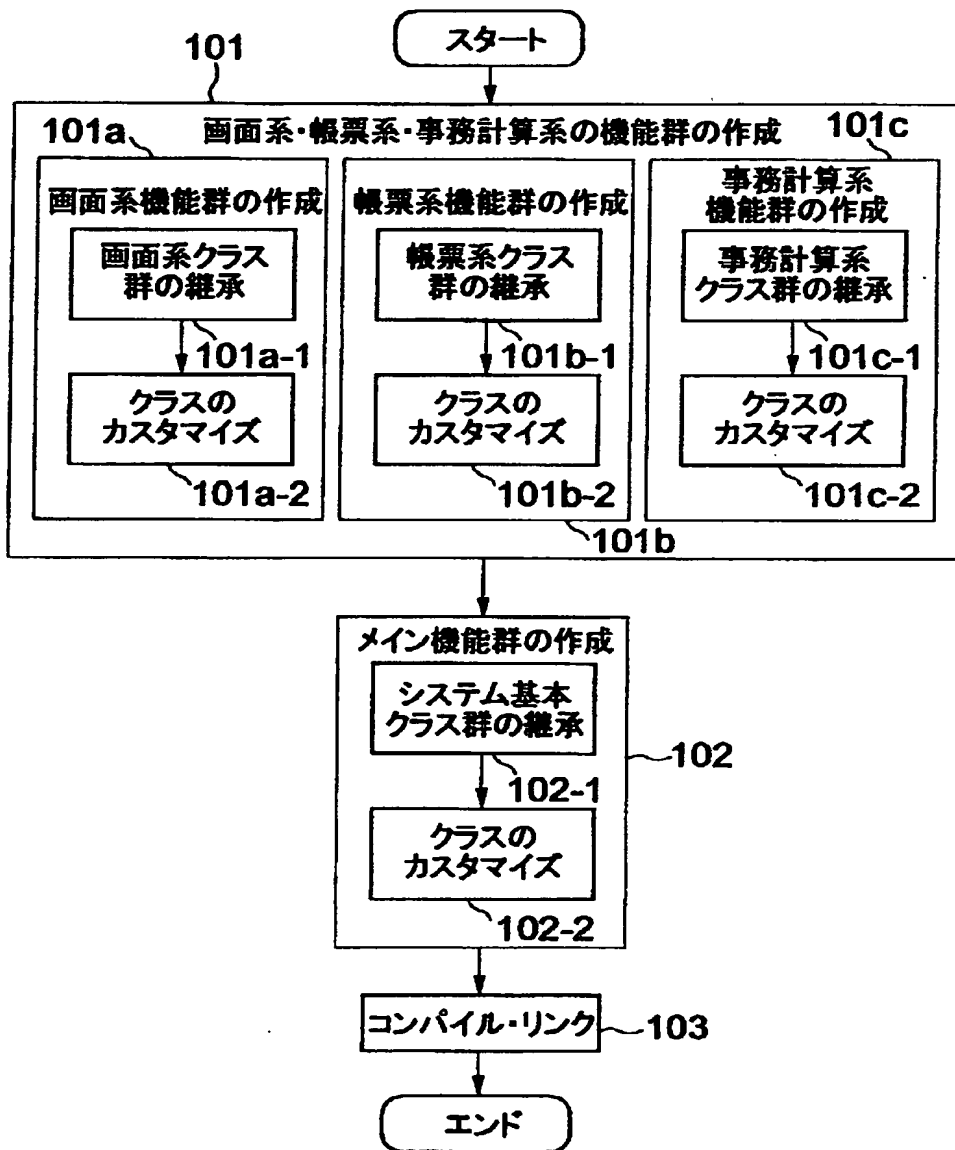 スタート
101
画面系・帳票系・事務計算系の機能群の作成
101a
101c
画面系機能群の作成
画面系クラス
群の継承
101a-1
クラスの
カスタマイズ
101a-2
帳票系機能群の作成
帳票系クラス
群の継承
101b-1
クラスの
カスタマイズ
101b-2
101b
事務計算系
機能群の作成
事務計算系
クラス群の継承
101c-1
クラスの
カスタマイズ
101c-2
メイン機能群の作成
システム基本
クラス群の継承
102-1
102
クラスの
カスタマイズ
102-2
コンパイル・リンク
103
エンド